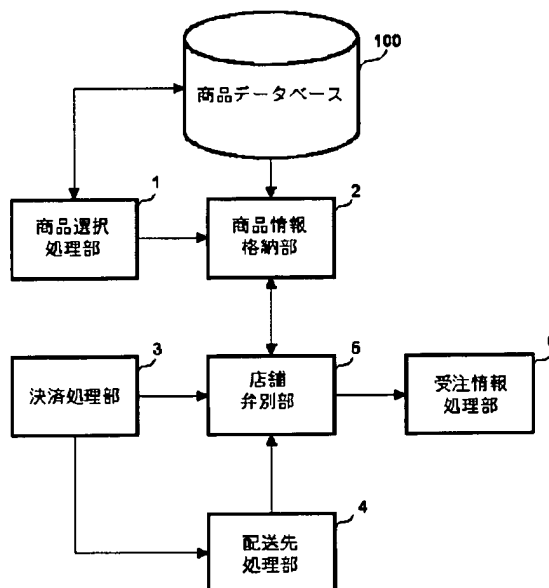 100
商品データベース
1
商品選択
処理部
2
商品情報
格納部
3
決済処理部
5
店舗
弁別部
受注情報
処理部
4
配送先
処理部